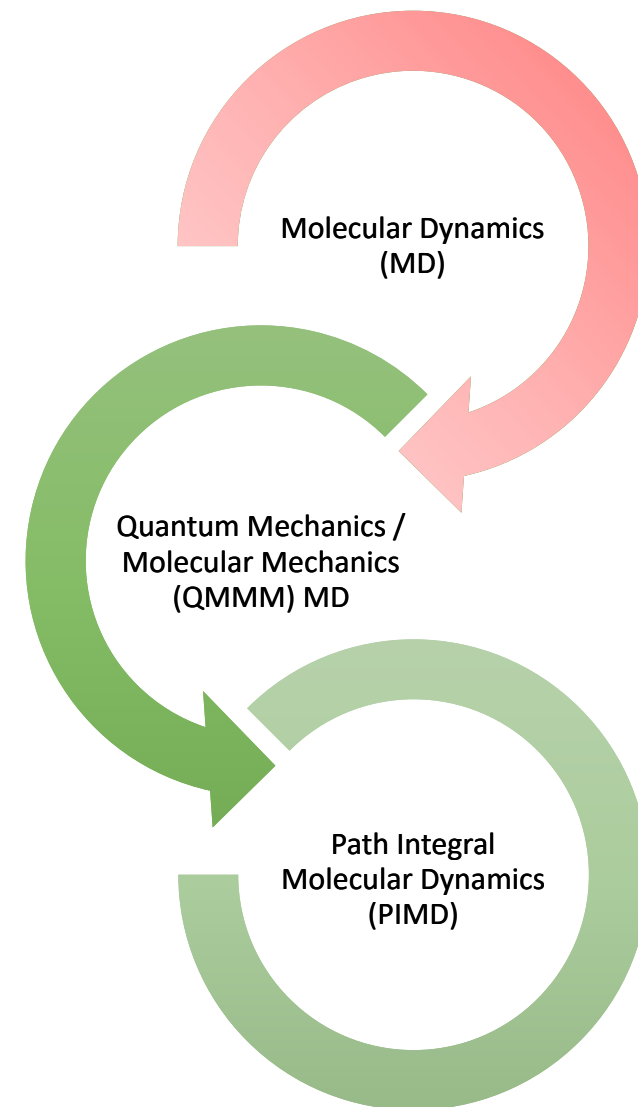 Molecular Dynamics
(MD)
Quantum Mechanics /
Molecular Mechanics
(QMMM) MD
Path Integral
Molecular Dynamics
(PIMD)